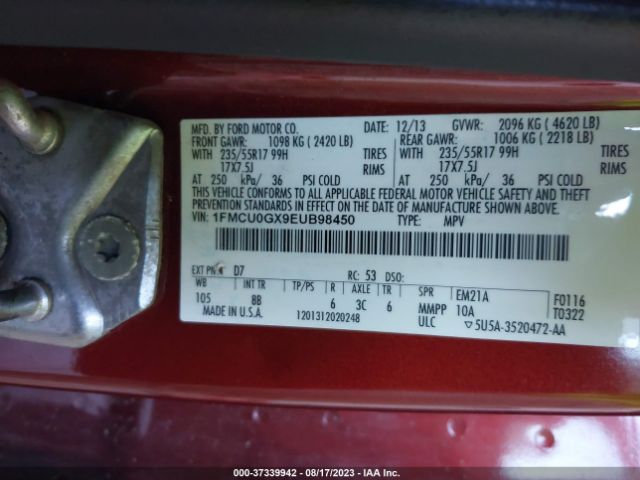 MFD. BY FORD MOTOR CO. DATE: 12/13 GVWR: 2096 KG ( 4620 LB)
FRONT GAWR: 1098 KG ( 2420 LB) REAR GAWR: 1006 KG ( 2218 LB)
WITH 235/55R17 99H TIRES WITH 235/55R17 99H TIRES
17X7.5J RIMS 17X7.5J RIMS
AT 250 kPa/ 36 PSI COLD AT 250 kPa/ 36 PSI COLD
THIS VEHICLE CONFORMS TO ALL APPLICABLE FEDERAL MOTOR VEHICLE SAFETY AND THEFT
PREVENTION STANDARDS IN EFFECT ON THE DATE OF MANUFACTURE SHOWN ABOVE.
VIN: 1FMCU0GX9EUB98450 TYPE: MPV
EXT PNT: D7 RC: 53 DSO:
WB INT TR TP/PS R AXLE TR SPR EM21A F0116
105 8B 6 3C 6 MMPP 10A T0322
MADE IN U.S.A. 1201312020248 ULC 5U5A-3520472-AA
000-37339942 - 08/17/2023 - IAA Inc.